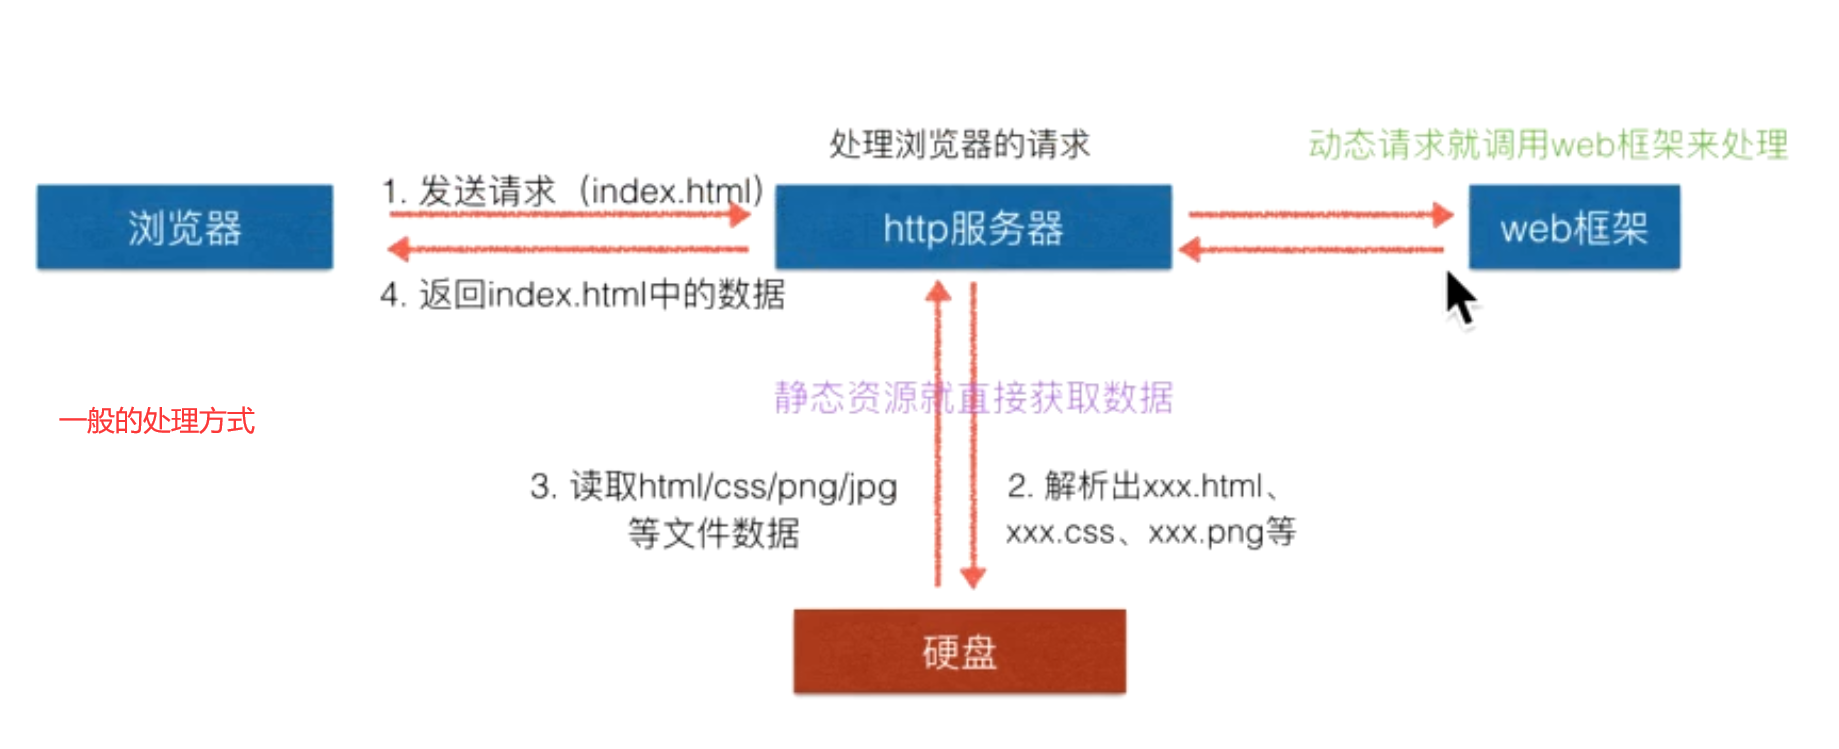 处理浏览器的请求
动态请求就调用web框架来处理
1. 发送请求（index.html）
浏览器
http服务器
web框架
4. 返回index.html中的数据
静态资源就直接获取数据
一般的处理方式
3. 读取html/css/png/jpg
等文件数据
2. 解析出xxx.html、
xxx.css、xxx.png等
硬盘